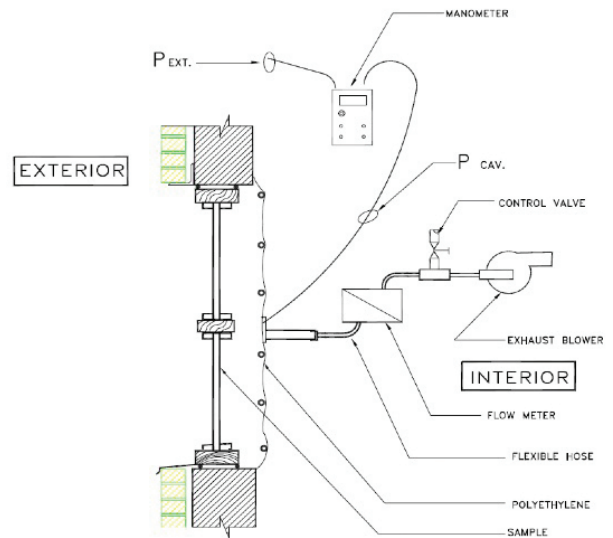 MANOMETER
P EXT.
EXTERIOR
P CAV.
CONTROL VALVE
EXHAUST BLOWER
INTERIOR
FLOW METER
FLEXIBLE HOSE
POLYETHYLENE
SAMPLE